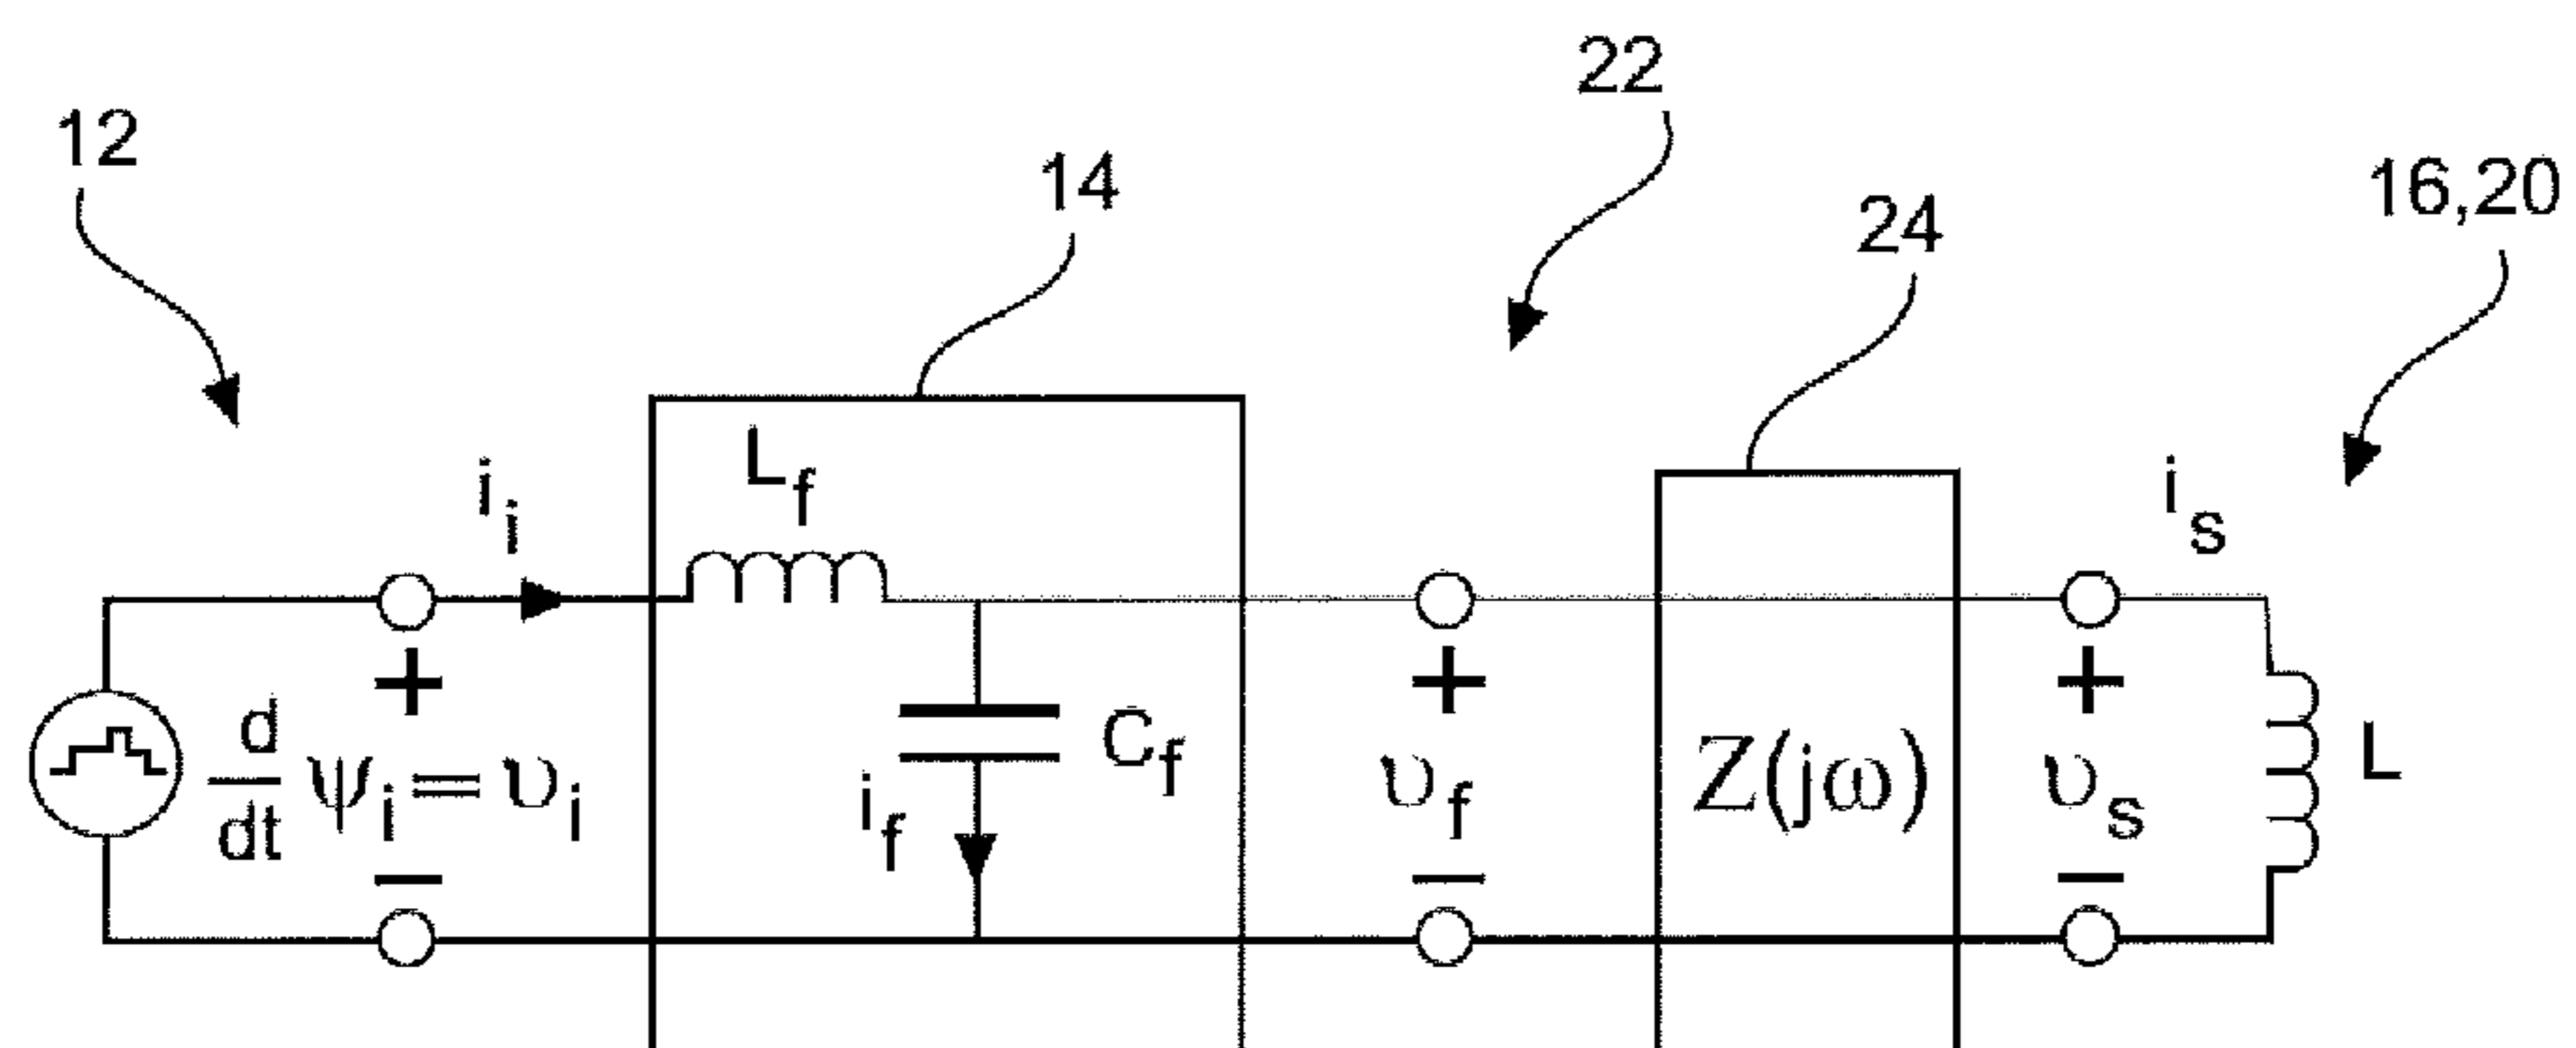 22
12
14
16,20
24
L_f
i_i
i_s
+
+
+
d/dt ψ_i = υ_i
C_f
i_f
υ_f
Z(jω)
υ_s
L
−
−
−